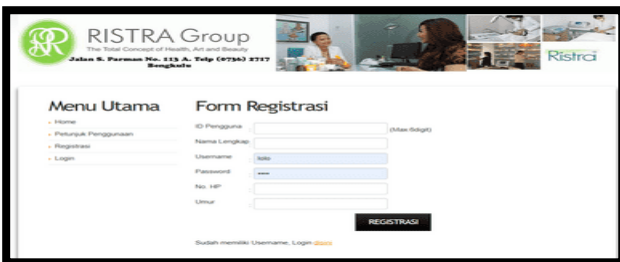 RISTRA Group
The Total Concept of Health, Art and Beauty
Jalan S. Parman No. 113 A. Telp (0736) 2717
Bengkulu
Ristra
Menu Utama
Home
Petunjuk Penggunaan
Registrasi
Login
Form Registrasi
ID Pengguna : (Max 6digit)
Nama Lengkap :
Username : lolo
Password : ••••
No. HP :
Umur :
REGISTRASI
Sudah memiliki Username, Login disini